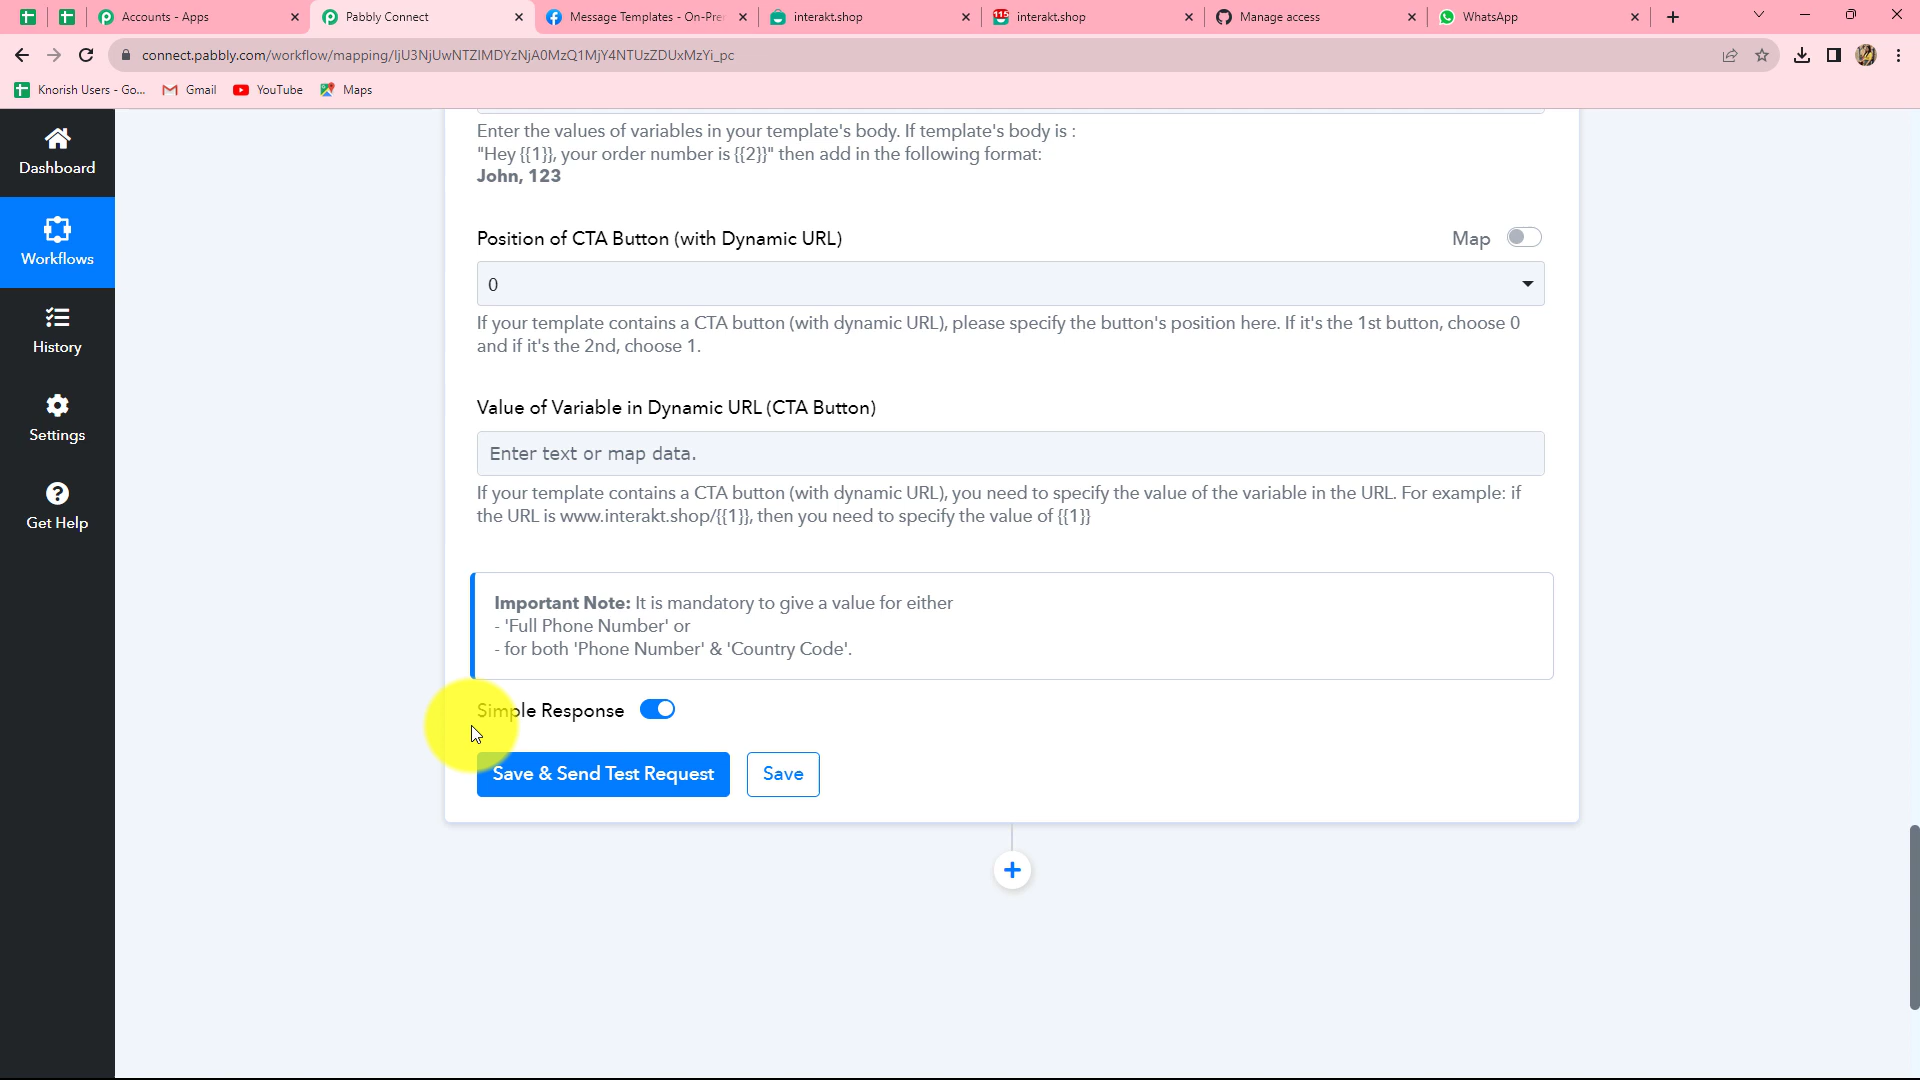 Accounts - Apps
Pabbly Connect
Message Templates - On-Pre
interakt.shop
115
interakt.shop
Manage access
WhatsApp
connect.pabbly.com/workflow/mapping/IjU3NjUwNTZlMDYzNjA0MzQ1MjY4NTUzZDUxMzYi_pc
Knorish Users - Go...
Gmail
YouTube
Maps
Dashboard
Workflows
History
Settings
Get Help
Enter the values of variables in your template's body. If template's body is :
"Hey {{1}}, your order number is {{2}}" then add in the following format:
John, 123
Position of CTA Button (with Dynamic URL)
Map
0
If your template contains a CTA button (with dynamic URL), please specify the button's position here. If it's the 1st button, choose 0
and if it's the 2nd, choose 1.
Value of Variable in Dynamic URL (CTA Button)
Enter text or map data.
If your template contains a CTA button (with dynamic URL), you need to specify the value of the variable in the URL. For example: if
the URL is www.interakt.shop/{{1}}, then you need to specify the value of {{1}}
Important Note: It is mandatory to give a value for either
- 'Full Phone Number' or
- for both 'Phone Number' & 'Country Code'.
Simple Response
Save & Send Test Request
Save